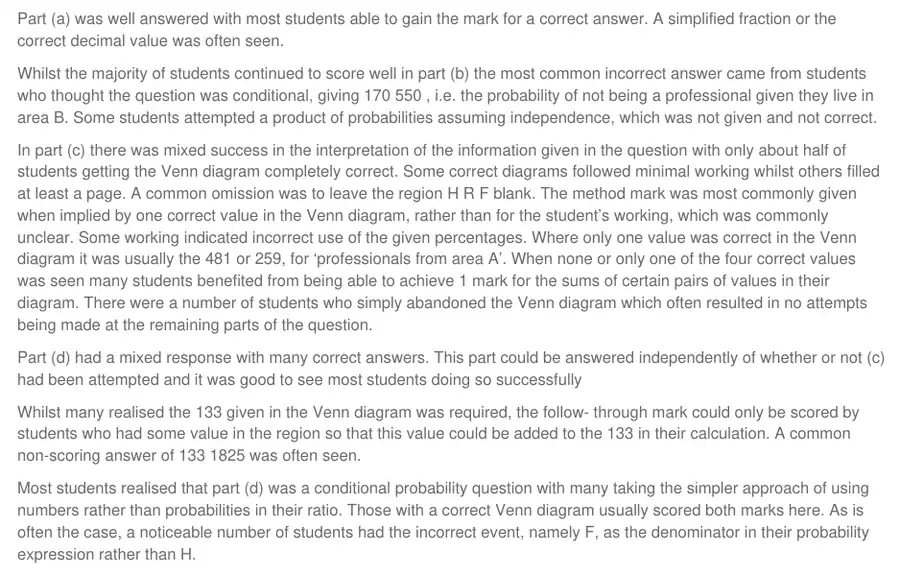 Part (a) was well answered with most students able to gain the mark for a correct answer. A simplified fraction or the
correct decimal value was often seen.
Whilst the majority of students continued to score well in part (b) the most common incorrect answer came from students
who thought the question was conditional, giving 170 550 , i.e. the probability of not being a professional given they live in
area B. Some students attempted a product of probabilities assuming independence, which was not given and not correct.
In part (c) there was mixed success in the interpretation of the information given in the question with only about half of
students getting the Venn diagram completely correct. Some correct diagrams followed minimal working whilst others filled
at least a page. A common omission was to leave the region H R F blank. The method mark was most commonly given
when implied by one correct value in the Venn diagram, rather than for the student's working, which was commonly
unclear. Some working indicated incorrect use of the given percentages. Where only one value was correct in the Venn
diagram it was usually the 481 or 259, for ‘professionals from area A’. When none or only one of the four correct values
was seen many students benefited from being able to achieve 1 mark for the sums of certain pairs of values in their
diagram. There were a number of students who simply abandoned the Venn diagram which often resulted in no attempts
being made at the remaining parts of the question.
Part (d) had a mixed response with many correct answers. This part could be answered independently of whether or not (c)
had been attempted and it was good to see most students doing so successfully
Whilst many realised the 133 given in the Venn diagram was required, the follow- through mark could only be scored by
students who had some value in the region so that this value could be added to the 133 in their calculation. A common
non-scoring answer of 133 1825 was often seen.
Most students realised that part (d) was a conditional probability question with many taking the simpler approach of using
numbers rather than probabilities in their ratio. Those with a correct Venn diagram usually scored both marks here. As is
often the case, a noticeable number of students had the incorrect event, namely F, as the denominator in their probability
expression rather than H.